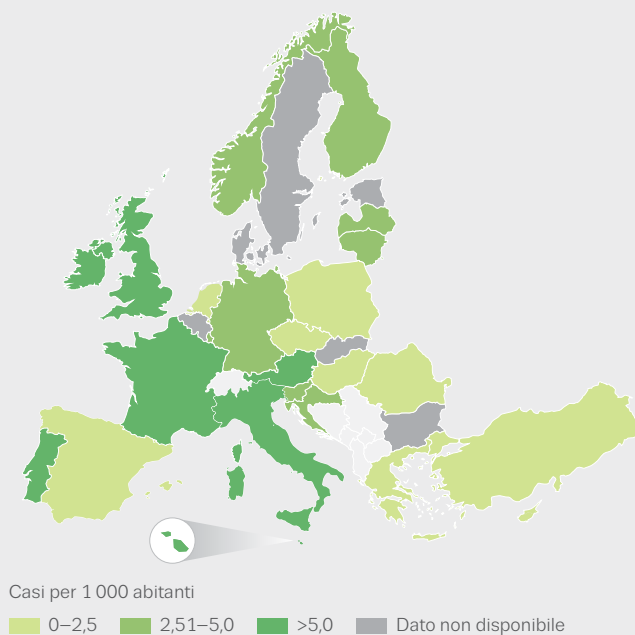 Casi per 1 000 abitanti
0–2,5 2,51–5,0 >5,0 Dato non disponibile